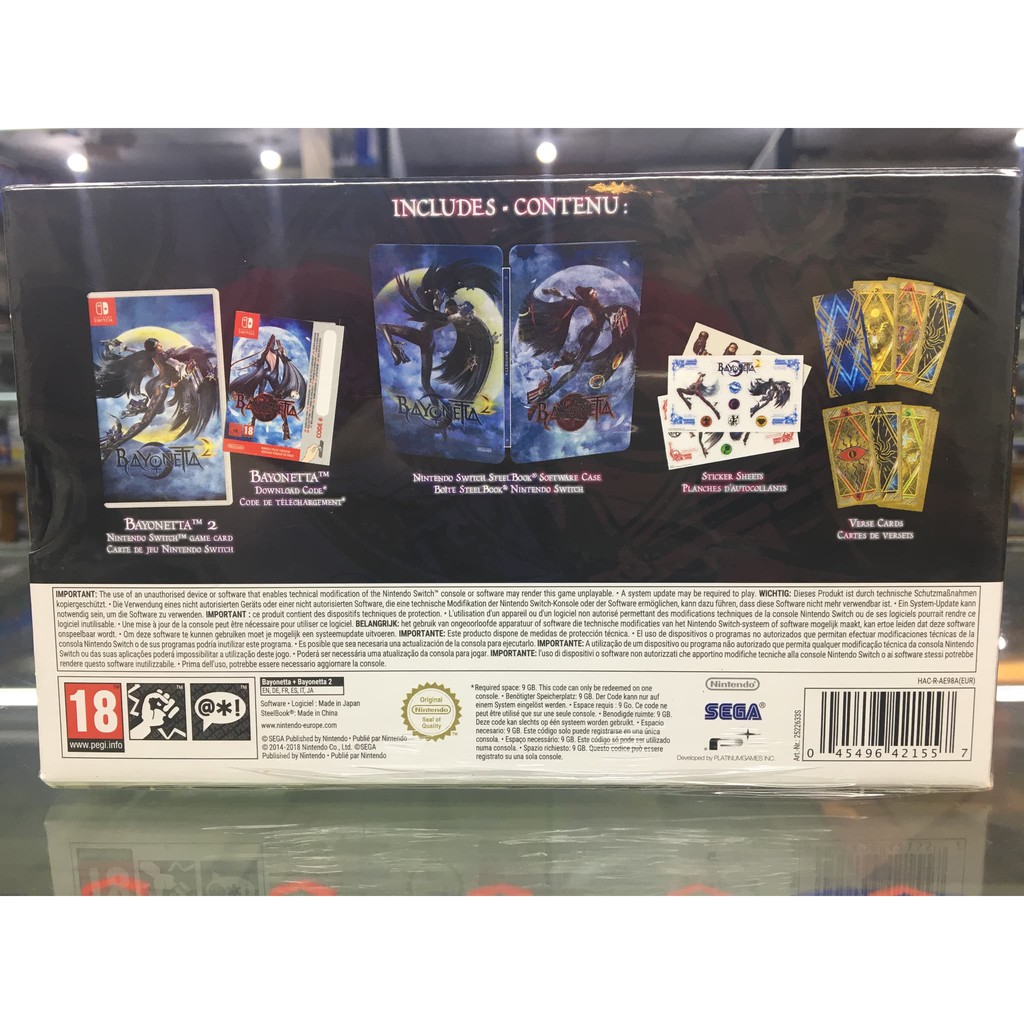 INCLUDES - CONTENU:
BAYONETTA 2
BAYONETTA
18
CODE
BAYONETTA 2
BAYONETTA
BAYONETTA
BAYONETTA™
DOWNLOAD CODE*
CODE DE TÉLÉCHARGEMENT*
BAYONETTA™ 2
NINTENDO SWITCH™ GAME CARD
CARTE DE JEU NINTENDO SWITCH
NINTENDO SWITCH STEELBOOK® SOFTWARE CASE
BOÎTE STEELBOOK® NINTENDO SWITCH
STICKER SHEETS
PLANCHES D'AUTOCOLLANTS
VERSE CARDS
CARTES DE VERSETS
IMPORTANT: The use of an unauthorised device or software that enables technical modification of the Nintendo Switch™ console or software may render this game unplayable. • A system update may be required to play. WICHTIG: Dieses Produkt ist durch technische Schutzmaßnahmen
kopiergeschützt. • Die Verwendung eines nicht autorisierten Geräts oder einer nicht autorisierten Software, die eine technische Modifikation der Nintendo Switch-Konsole oder der Software ermöglichen, kann dazu führen, dass diese Software nicht mehr verwendbar ist. • Ein System-Update kann
notwendig sein, um die Software zu verwenden. IMPORTANT : ce produit contient des dispositifs techniques de protection. • L'utilisation d'un appareil ou d'un logiciel non autorisé permettant des modifications techniques de la console Nintendo Switch ou de ses logiciels pourrait rendre ce
logiciel inutilisable. • Une mise à jour de la console peut être nécessaire pour utiliser ce logiciel. BELANGRIJK: het gebruik van ongeoorloofde apparatuur of software die technische modificaties van het Nintendo Switch-systeem of software mogelijk maakt, kan ertoe leiden dat deze software
onspeelbaar wordt. • Om deze software te kunnen gebruiken moet je mogelijk een systeemupdate uitvoeren. IMPORTANTE: Este producto dispone de medidas de protección técnica. • El uso de dispositivos o programas no autorizados que permitan efectuar modificaciones técnicas de la
consola Nintendo Switch o de sus programas podría inutilizar este programa. • Es posible que sea necesaria una actualización de la consola para ejecutarlo. IMPORTANTE: A utilização de um dispositivo ou programa não autorizado que permita qualquer modificação técnica da consola Nintendo
Switch ou das suas aplicações poderá impossibilitar a utilização deste jogo. • Poderá ser necessária uma atualização da consola para jogar. IMPORTANTE: l'uso di dispositivi o software non autorizzati che apportino modifiche tecniche alla console Nintendo Switch o ai software stessi potrebbe
rendere questo software inutilizzabile. • Prima dell'uso, potrebbe essere necessario aggiornare la console.
18
www.pegi.info
@*!
Bayonetta + Bayonetta 2
EN, DE, FR, ES, IT, JA
Software • Logiciel : Made in Japan
SteelBook®: Made in China
www.nintendo-europe.com
© SEGA Published by Nintendo • Publié par Nintendo
© 2014-2018 Nintendo Co., Ltd. ©SEGA
Published by Nintendo • Publié par Nintendo
Original
Nintendo
Seal of
Quality
*Required space: 9 GB. This code can only be redeemed on one
console. • Benötigter Speicherplatz: 9 GB. Der Code kann nur auf
einem System eingelöst werden. • Espace requis : 9 Go. Ce code ne
peut être utilisé que sur une seule console. • Benodigde ruimte: 9 GB.
Deze code kan slechts op één systeem worden gebruikt. • Espacio
necesario: 9 GB. Este código solo puede registrarse en una única
consola. • Espaço necessário: 9 GB. Este código só pode ser utilizado
numa consola. • Spazio richiesto: 9 GB. Questo codice può essere
registrato su una sola console.
Nintendo
SEGA®
Developed by PLATINUMGAMES INC.
HAC-R-AE98A(EUR)
Art.-Nr. 2522633S
0 45496 42155 7